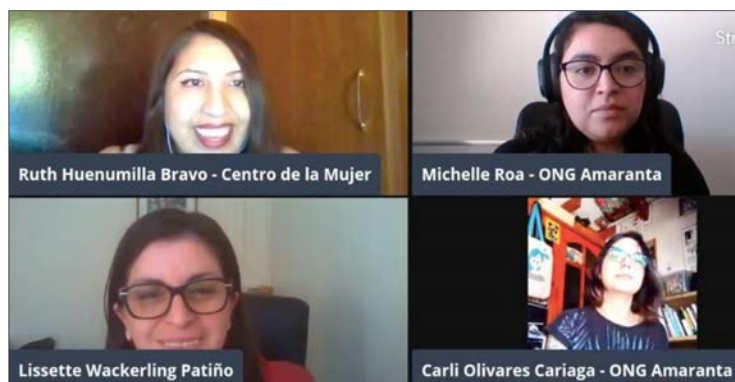 Str
Ruth Huenumilla Bravo - Centro de la Mujer
Michelle Roa - ONG Amaranta
Lissette Wackerling Patiño
Carli Olivares Cariaga - ONG Amaranta